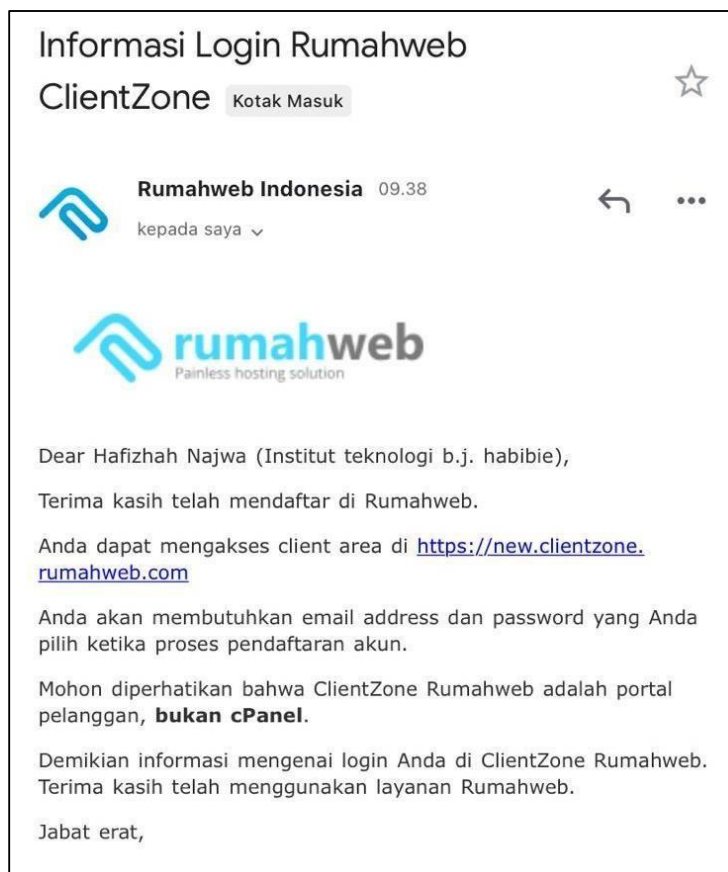 Informasi Login Rumahweb
ClientZone Kotak Masuk
Rumahweb Indonesia 09.38
kepada saya
rumahweb
Painless hosting solution
Dear Hafizhah Najwa (Institut teknologi b.j. habibie),
Terima kasih telah mendaftar di Rumahweb.
Anda dapat mengakses client area di https://new.clientzone.
rumahweb.com
Anda akan membutuhkan email address dan password yang Anda
pilih ketika proses pendaftaran akun.
Mohon diperhatikan bahwa ClientZone Rumahweb adalah portal
pelanggan, bukan cPanel.
Demikian informasi mengenai login Anda di ClientZone Rumahweb.
Terima kasih telah menggunakan layanan Rumahweb.
Jabat erat,